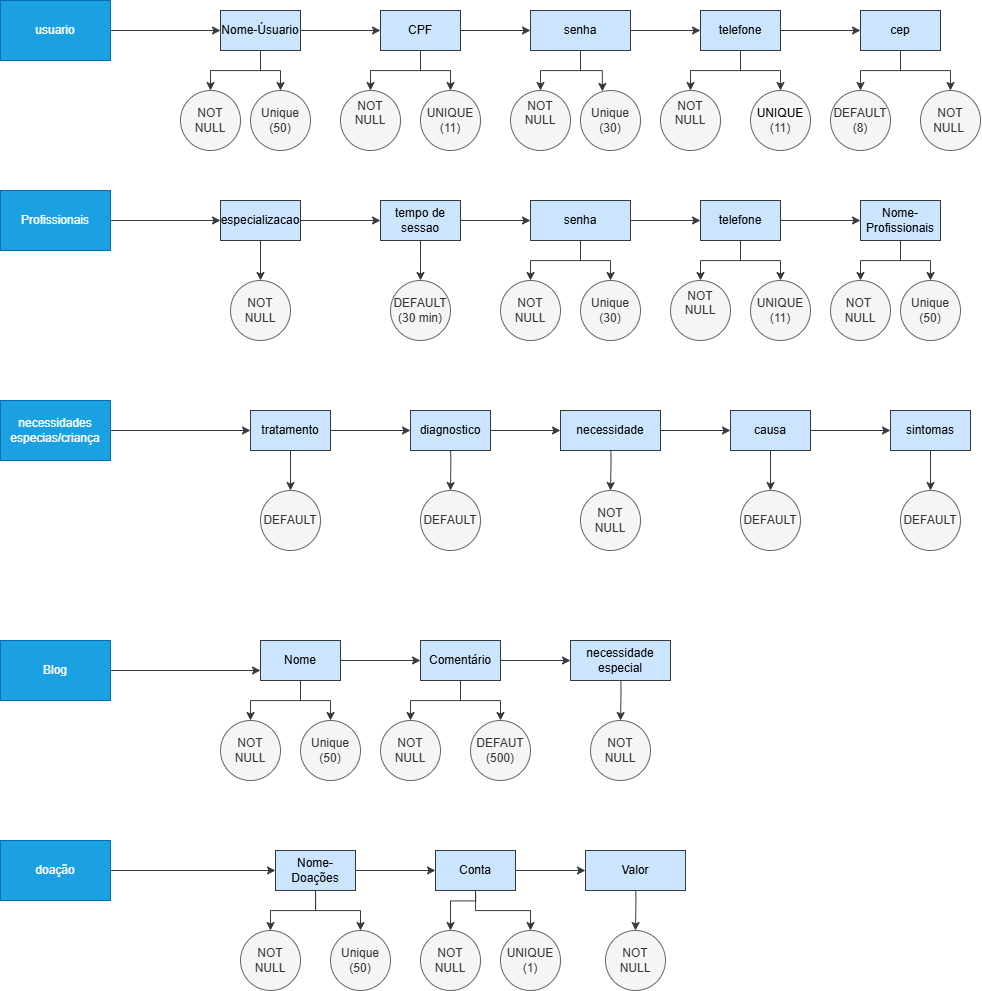 usuario
Nome-Úsuario
CPF
senha
telefone
cep
NOT
NULL
Unique
(50)
NOT
NULL
UNIQUE
(11)
NOT
NULL
Unique
(30)
NOT
NULL
UNIQUE
(11)
DEFAULT
(8)
NOT
NULL
Profissionais
especializacao
tempo de
sessao
senha
telefone
Nome-
Profissionais
NOT
NULL
DEFAULT
(30 min)
NOT
NULL
Unique
(30)
NOT
NULL
UNIQUE
(11)
NOT
NULL
Unique
(50)
necessidades
especias/criança
tratamento
diagnostico
necessidade
causa
sintomas
DEFAULT
DEFAULT
NOT
NULL
DEFAULT
DEFAULT
Blog
Nome
Comentário
necessidade
especial
NOT
NULL
Unique
(50)
NOT
NULL
DEFAUT
(500)
NOT
NULL
doação
Nome-
Doações
Conta
Valor
NOT
NULL
Unique
(50)
NOT
NULL
UNIQUE
(1)
NOT
NULL